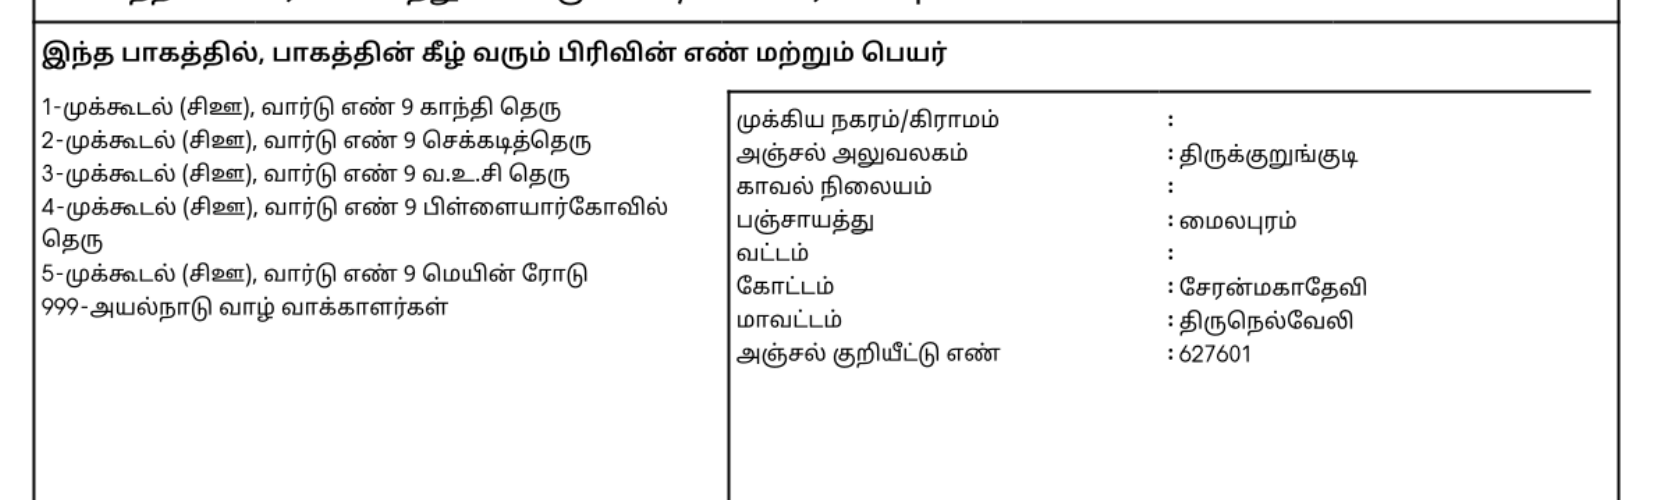 இந்த பாகத்தில், பாகத்தின் கீழ் வரும் பிரிவின் எண் மற்றும் பெயர்
1-முக்கூடல் (சிஊ), வார்டு எண் 9 காந்தி தெரு
2-முக்கூடல் (சிஊ), வார்டு எண் 9 செக்கடித்தெரு
3-முக்கூடல் (சிஊ), வார்டு எண் 9 வ.உ.சி தெரு
4-முக்கூடல் (சிஊ), வார்டு எண் 9 பிள்ளையார்கோவில்
தெரு
5-முக்கூடல் (சிஊ), வார்டு எண் 9 மெயின் ரோடு
999-அயல்நாடு வாழ் வாக்காளர்கள்
முக்கிய நகரம்/கிராமம் :
அஞ்சல் அலுவலகம் : திருக்குறுங்குடி
காவல் நிலையம் :
பஞ்சாயத்து : மைலபுரம்
வட்டம் :
கோட்டம் : சேரன்மகாதேவி
மாவட்டம் : திருநெல்வேலி
அஞ்சல் குறியீட்டு எண் : 627601